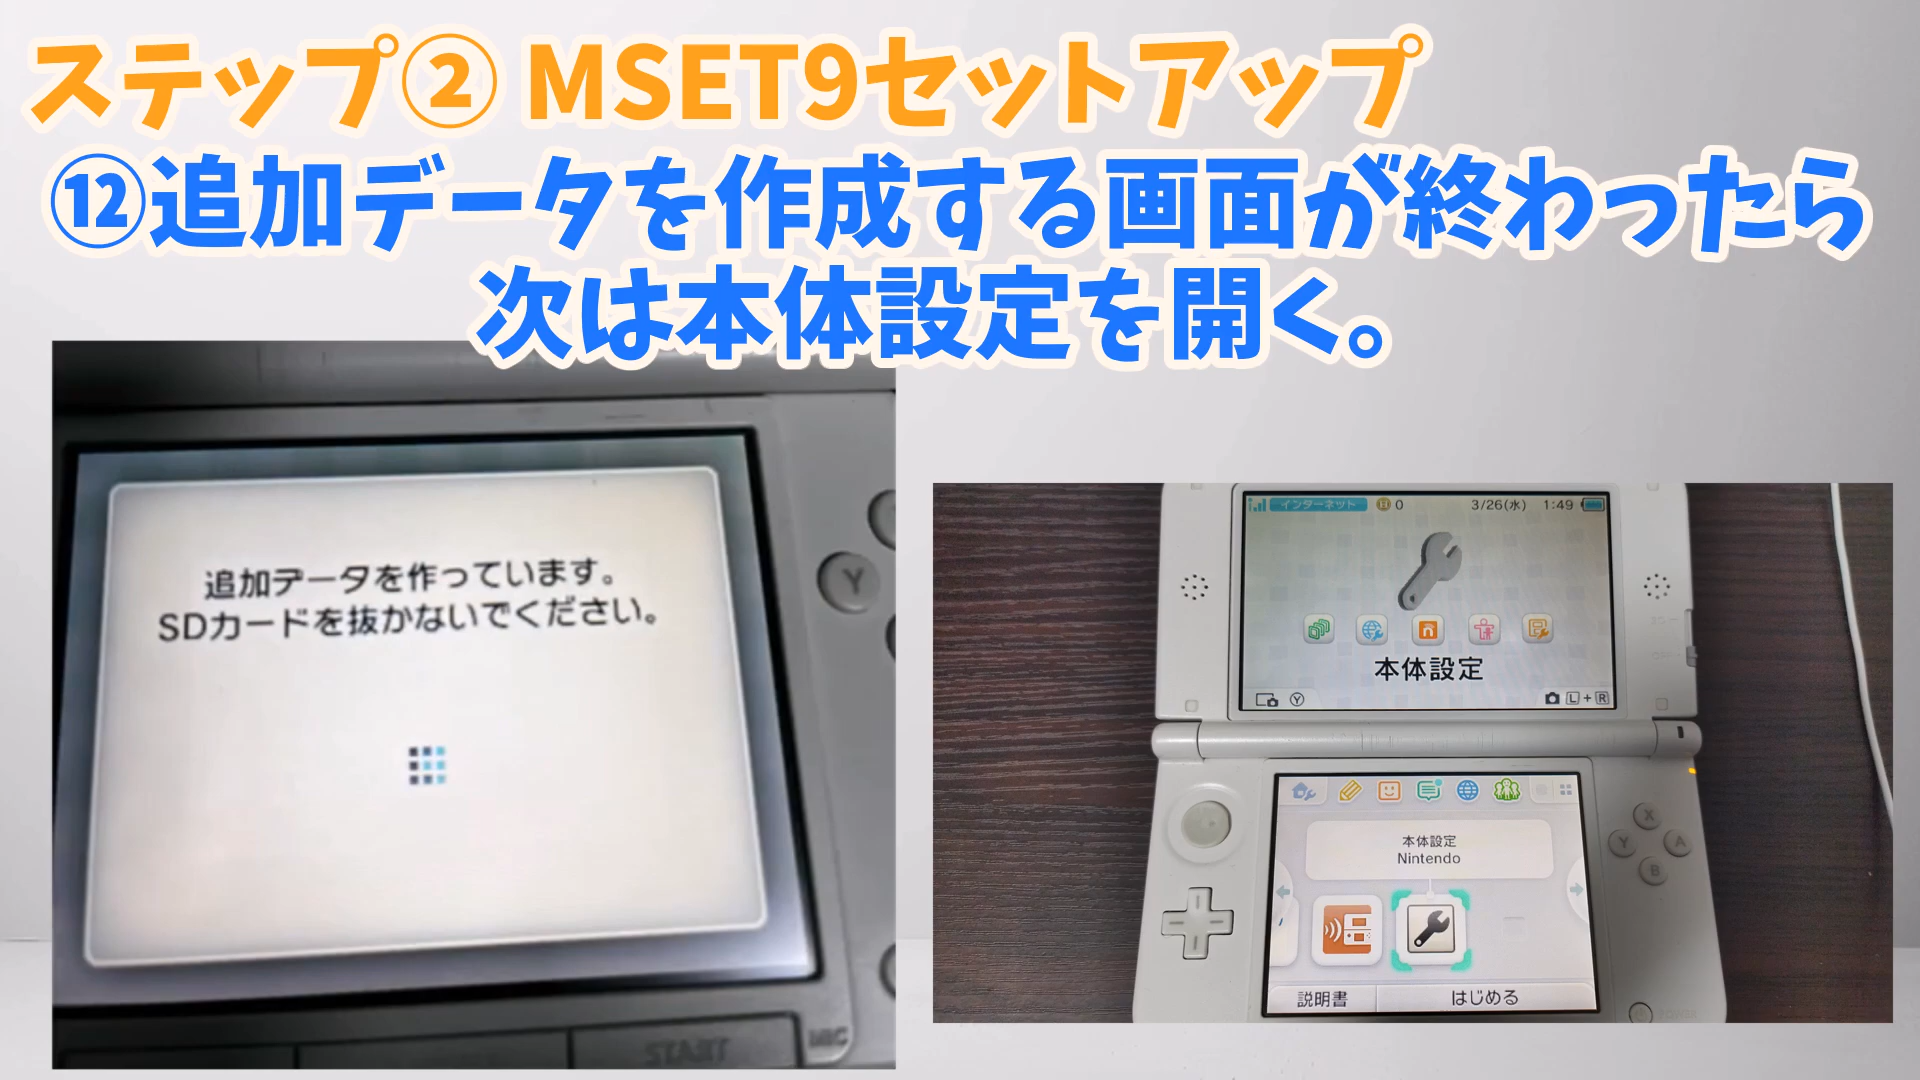 ステップ② MSET9セットアップ
⑫追加データを作成する画面が終わったら
次は本体設定を開く。
追加データを作っています。
SDカードを抜かないでください。
Y
START
MIC
インターネット 0 3/26(水) 1:49
本体設定
Y L+R
本体設定
Nintendo
説明書 はじめる
X
Y A
B